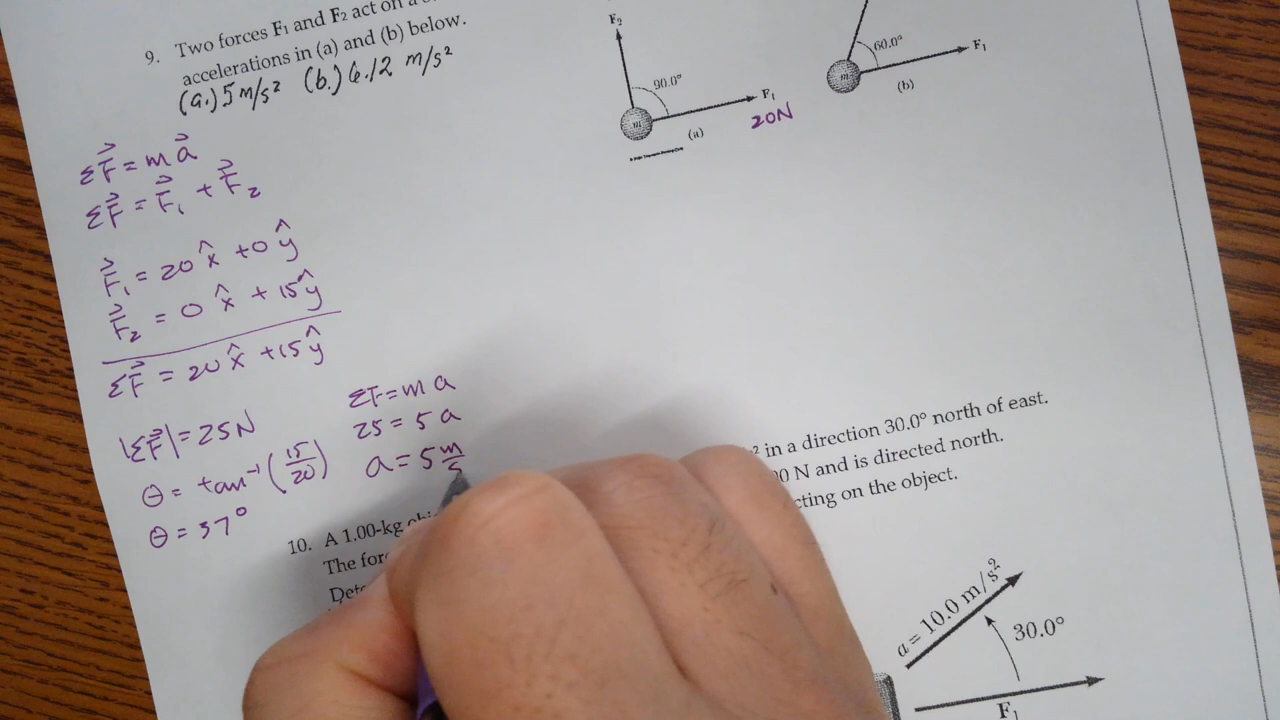 9. Two forces F1 and F2 act on a
accelerations in (a) and (b) below.
(a.) 5 m/s² (b.) 6.12 m/s²
F₂
90.0°
m
F₁
20N
(a)
60.0°
m
F₁
(b)
ΣF⃗ = m a⃗
ΣF⃗ = F⃗₁ + F⃗₂
F⃗₁ = 20 x̂ + 0 ŷ
F⃗₂ = 0 x̂ + 15 ŷ
ΣF⃗ = 20 x̂ + 15 ŷ
|ΣF⃗| = 25N
θ = tan⁻¹ (15/20)
θ = 37°
ΣF = m a
25 = 5 a
a = 5 m/s
10. A 1.00-kg
² in a direction 30.0° north of east.
The
N and is directed north.
on the object.
a = 10.0 m/s²
30.0°
F₁